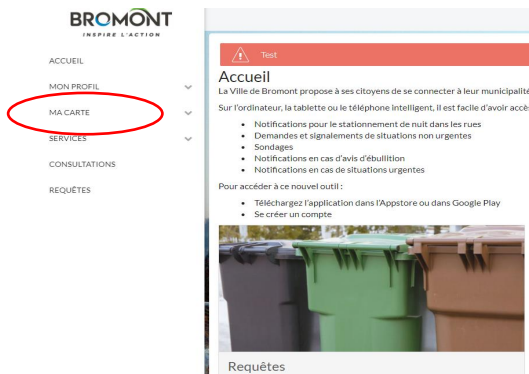 BROMONT
INSPIRE L'ACTION
ACCUEIL
MON PROFIL
MA CARTE
SERVICES
CONSULTATIONS
REQUÊTES
Test
Accueil
La Ville de Bromont propose à ses citoyens de se connecter à leur municipalité
Sur l'ordinateur, la tablette ou le téléphone intelligent, il est facile d'avoir accès
• Notifications pour le stationnement de nuit dans les rues
• Demandes et signalements de situations non urgentes
• Sondages
• Notifications en cas d'avis d'ébullition
• Notifications en cas de situations urgentes
Pour accéder à ce nouvel outil :
• Téléchargez l'application dans l'Appstore ou dans Google Play
• Se créer un compte
Requêtes